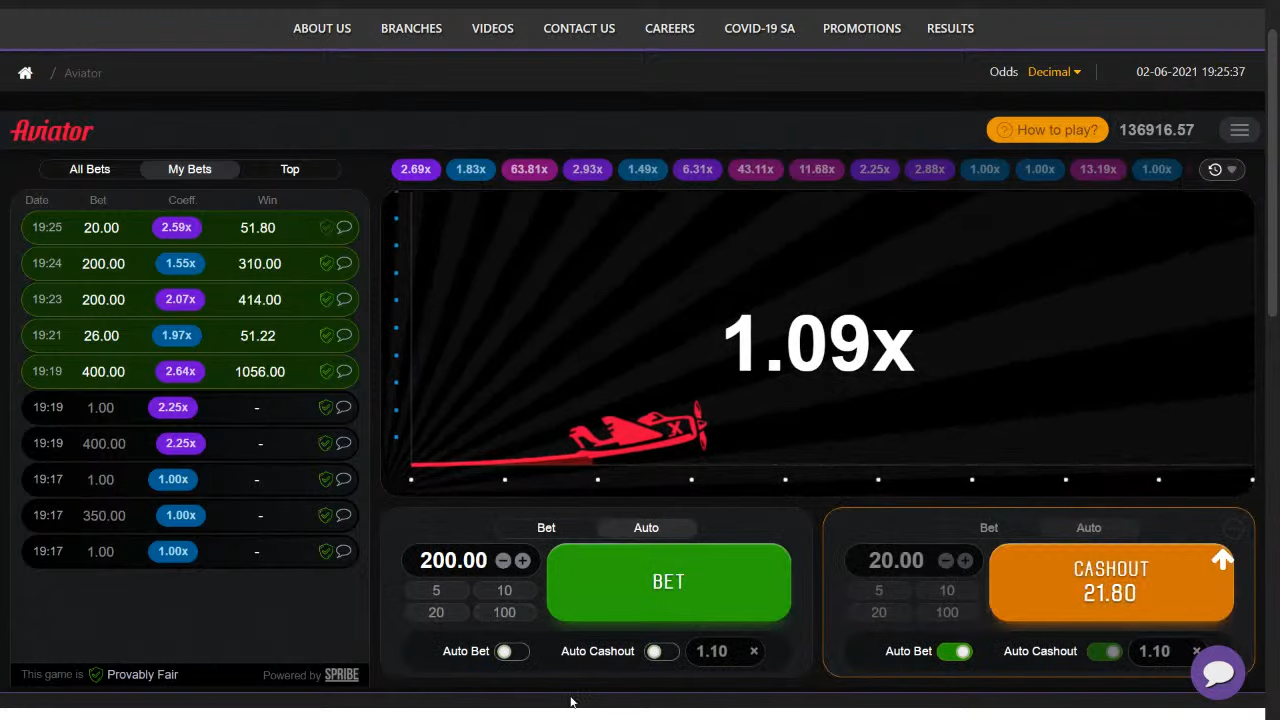 ABOUT US BRANCHES VIDEOS CONTACT US CAREERS COVID-19 SA PROMOTIONS RESULTS
/ Aviator Odds Decimal 02-06-2021 19:25:37
Aviator ? How to play? 136916.57
All Bets My Bets Top 2.69x 1.83x 63.81x 2.93x 1.49x 6.31x 43.11x 11.68x 2.25x 2.88x 1.00x 1.00x 13.19x 1.00x
Date Bet Coeff. Win
19:25 20.00 2.59x 51.80
19:24 200.00 1.55x 310.00
19:23 200.00 2.07x 414.00
19:21 26.00 1.97x 51.22
19:19 400.00 2.64x 1056.00
19:19 1.00 2.25x -
19:19 400.00 2.25x -
19:17 1.00 1.00x -
19:17 350.00 1.00x -
19:17 1.00 1.00x -
This game is Provably Fair Powered by SPRIBE
1.09x
X
Bet Auto
200.00 - +
5 10
20 100
BET
Auto Bet Auto Cashout 1.10 ×
Bet Auto
20.00 - +
5 10
20 100
CASHOUT
21.80
Auto Bet Auto Cashout 1.10 ×